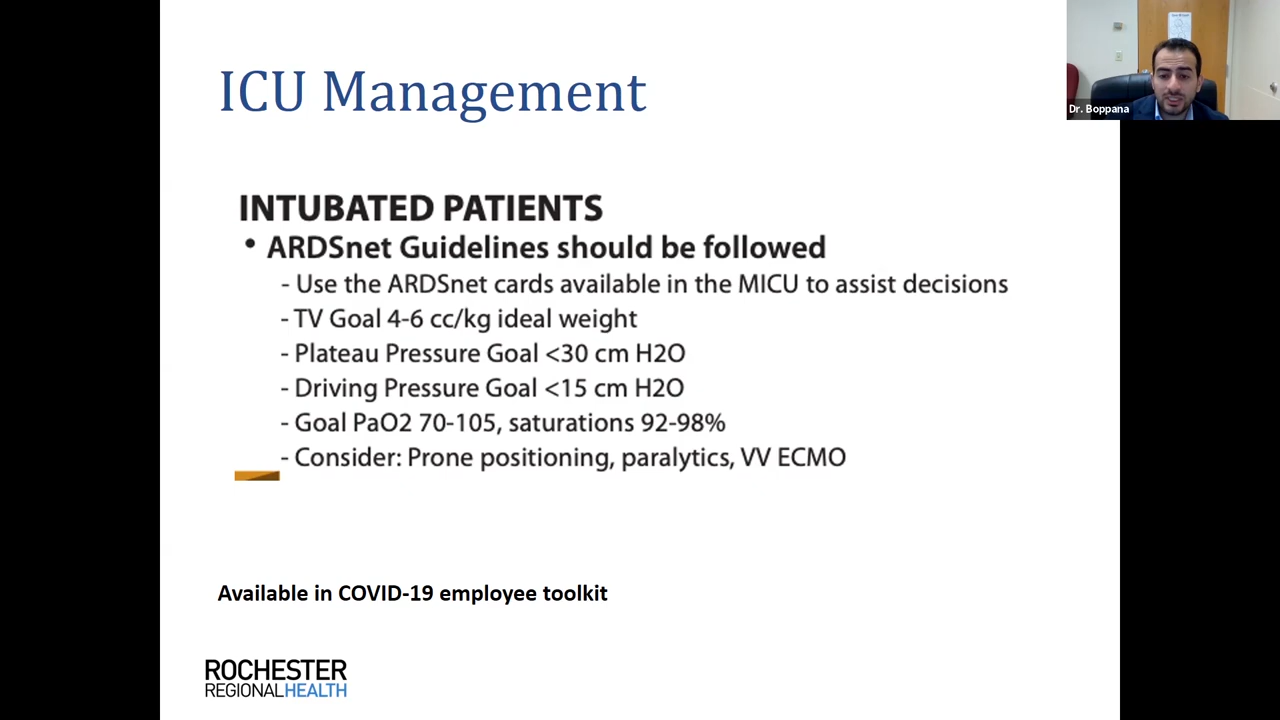 ICU Management
Dr. Boppana
INTUBATED PATIENTS
• ARDSnet Guidelines should be followed
- Use the ARDSnet cards available in the MICU to assist decisions
- TV Goal 4-6 cc/kg ideal weight
- Plateau Pressure Goal <30 cm H2O
- Driving Pressure Goal <15 cm H2O
- Goal PaO2 70-105, saturations 92-98%
- Consider: Prone positioning, paralytics, VV ECMO
Available in COVID-19 employee toolkit
ROCHESTER
REGIONALHEALTH